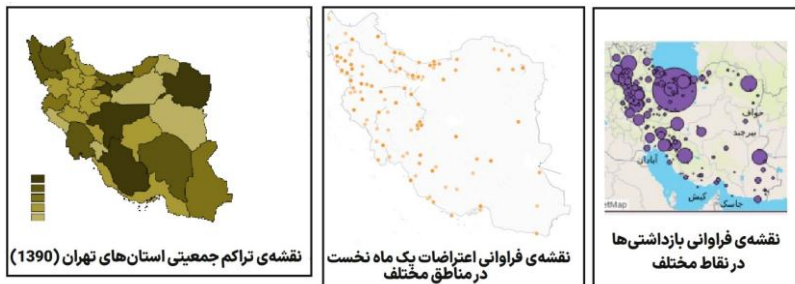 نقشه‌ی تراکم جمعیتی استان‌های تهران (1390)
نقشه‌ی فراوانی اعتراضات یک ماه نخست
در مناطق مختلف
خواف
بیرجند
آبادان
کیش
جاسک
etMap
نقشه‌ی فراوانی بازداشتی‌ها
در نقاط مختلف